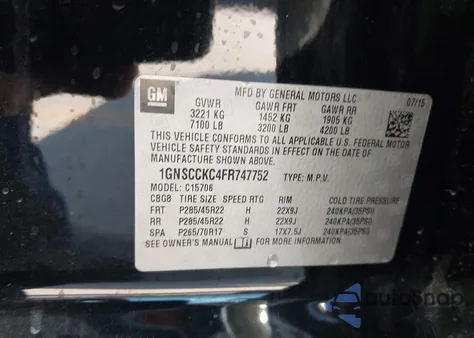 GM
MFD BY GENERAL MOTORS LLC 07/15
GVWR GAWR FRT GAWR RR
3221 KG 1452 KG 1905 KG
7100 LB 3200 LB 4200 LB
THIS VEHICLE CONFORMS TO ALL APPLICABLE U.S. FEDERAL MOTOR
VEHICLE SAFETY STANDARDS IN EFFECT ON THE DATE OF
MANUFACTURE SHOWN ABOVE.
1GNSCCKC4FR747752 TYPE: M.P.V.
MODEL: C15706
CBG8 TIRE SIZE SPEED RTG RIM COLD TIRE PRESSURE
FRT P285/45R22 H 22X9J 240KPA(35PSI)
RR P285/45R22 H 22X9J 240KPA(35PSI)
SPA P265/70R17 S 17X7.5J 240KPA(35PSI)
SEE OWNER'S MANUAL FOR MORE INFORMATION.
AutoSnap